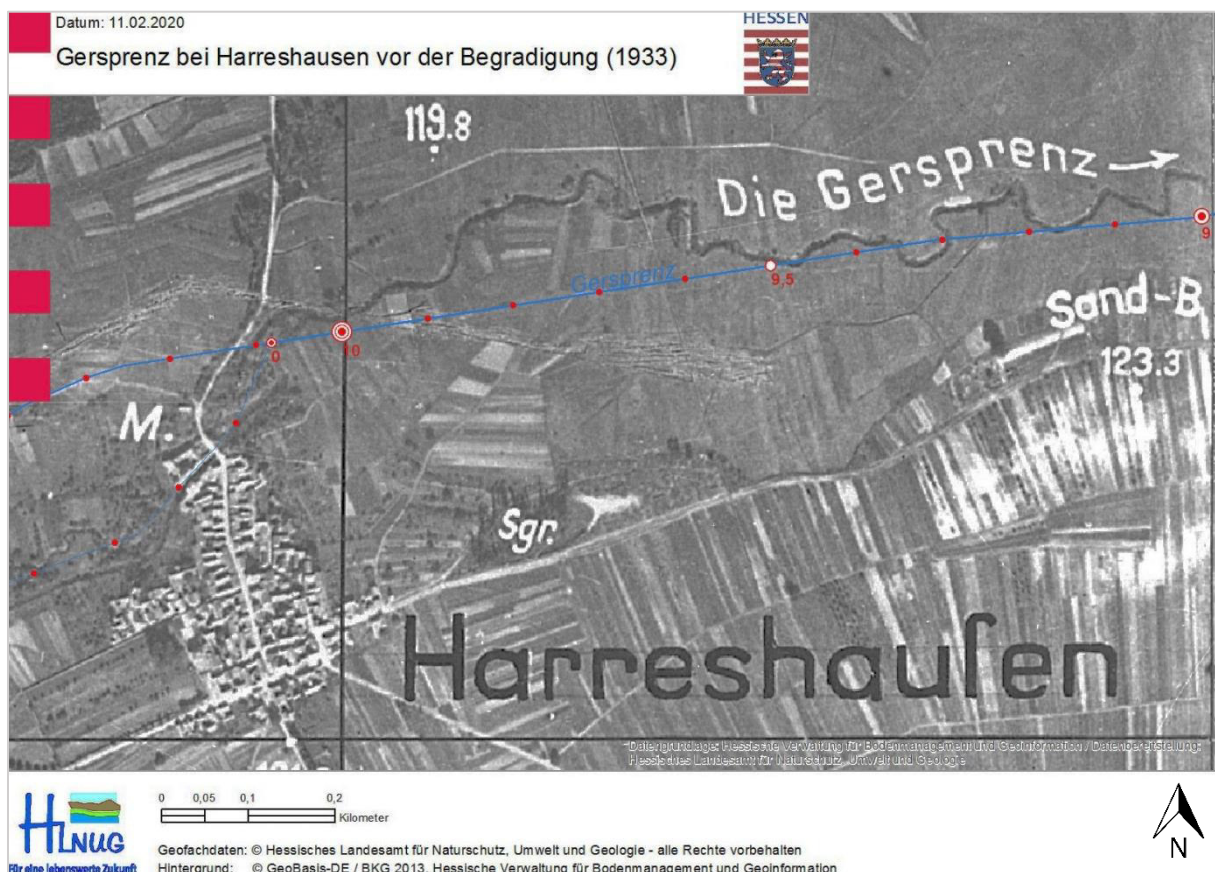 Datum: 11.02.2020
HESSEN
Gersprenz bei Harreshausen vor der Begradigung (1933)
119.8
Die Gersprenz
9
Gersprenz
9,5
Sand-B.
0
10
123.3
M.
Sgr.
Harreshauſen
Datengrundlage: Hessische Verwaltung für Bodenmanagement und Geoinformation / Datenbereitstellung:
Hessisches Landesamt für Naturschutz, Umwelt und Geologie
0 0,05 0,1 0,2
Kilometer
HLNUG
Für eine lebenswerte Zukunft
N
Geofachdaten: © Hessisches Landesamt für Naturschutz, Umwelt und Geologie - alle Rechte vorbehalten
Hintergrund: © GeoBasis-DE / BKG 2013, Hessische Verwaltung für Bodenmanagement und Geoinformation